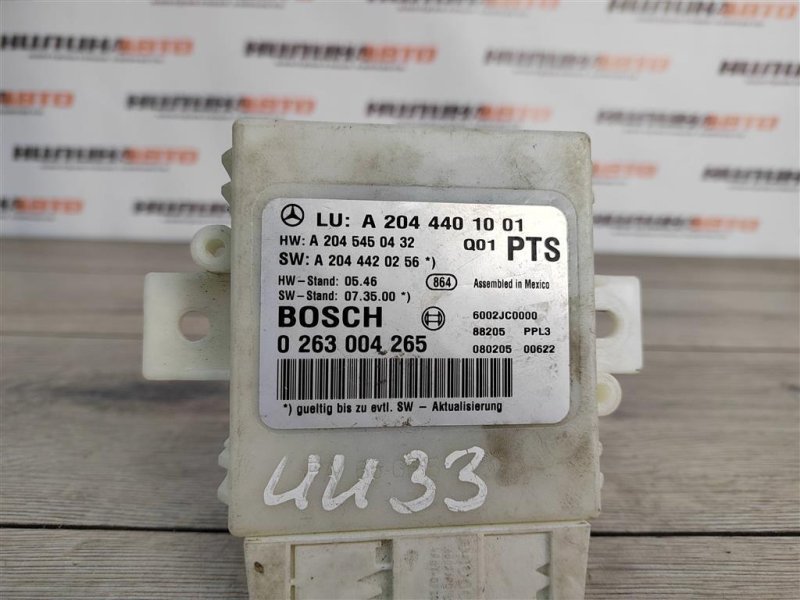 LU: A 204 440 10 01
HW: A 204 545 04 32 Q01 PTS
SW: A 204 442 02 56 *)
HW-Stand: 05.46 864 Assembled in Mexico
SW-Stand: 07.35.00 *)
BOSCH 6002JC0000
88205 PPL3
0 263 004 265 080205 00622
*) gueltig bis zu evtl. SW - Aktualisierung
ИИ33